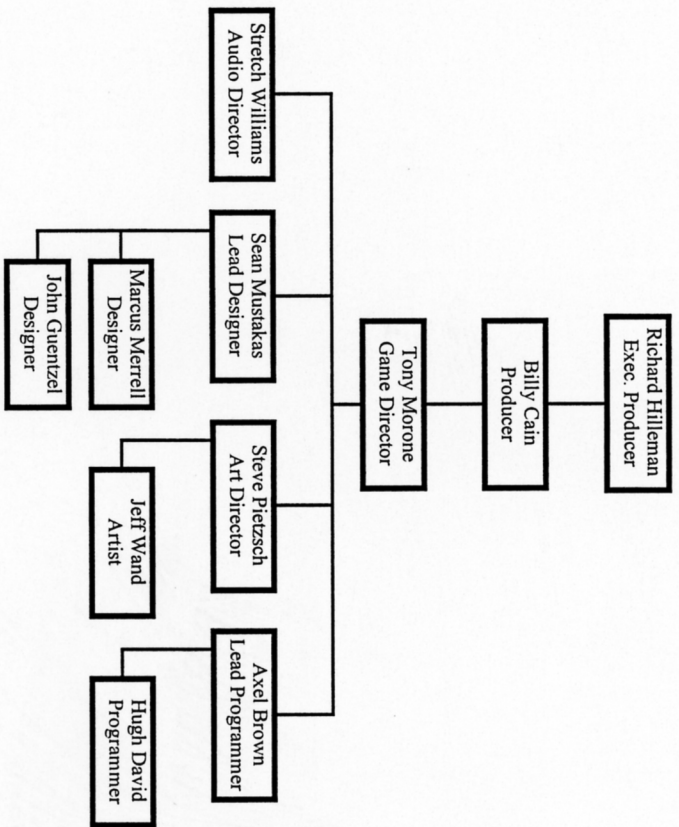 Richard Hilleman
Exec. Producer
Billy Cain
Producer
Tony Morone
Game Director
Stretch Williams
Audio Director
Sean Mustakas
Lead Designer
Steve Pietzsch
Art Director
Axel Brown
Lead Programmer
Marcus Merrell
Designer
Jeff Wand
Artist
Hugh David
Programmer
John Guentzel
Designer